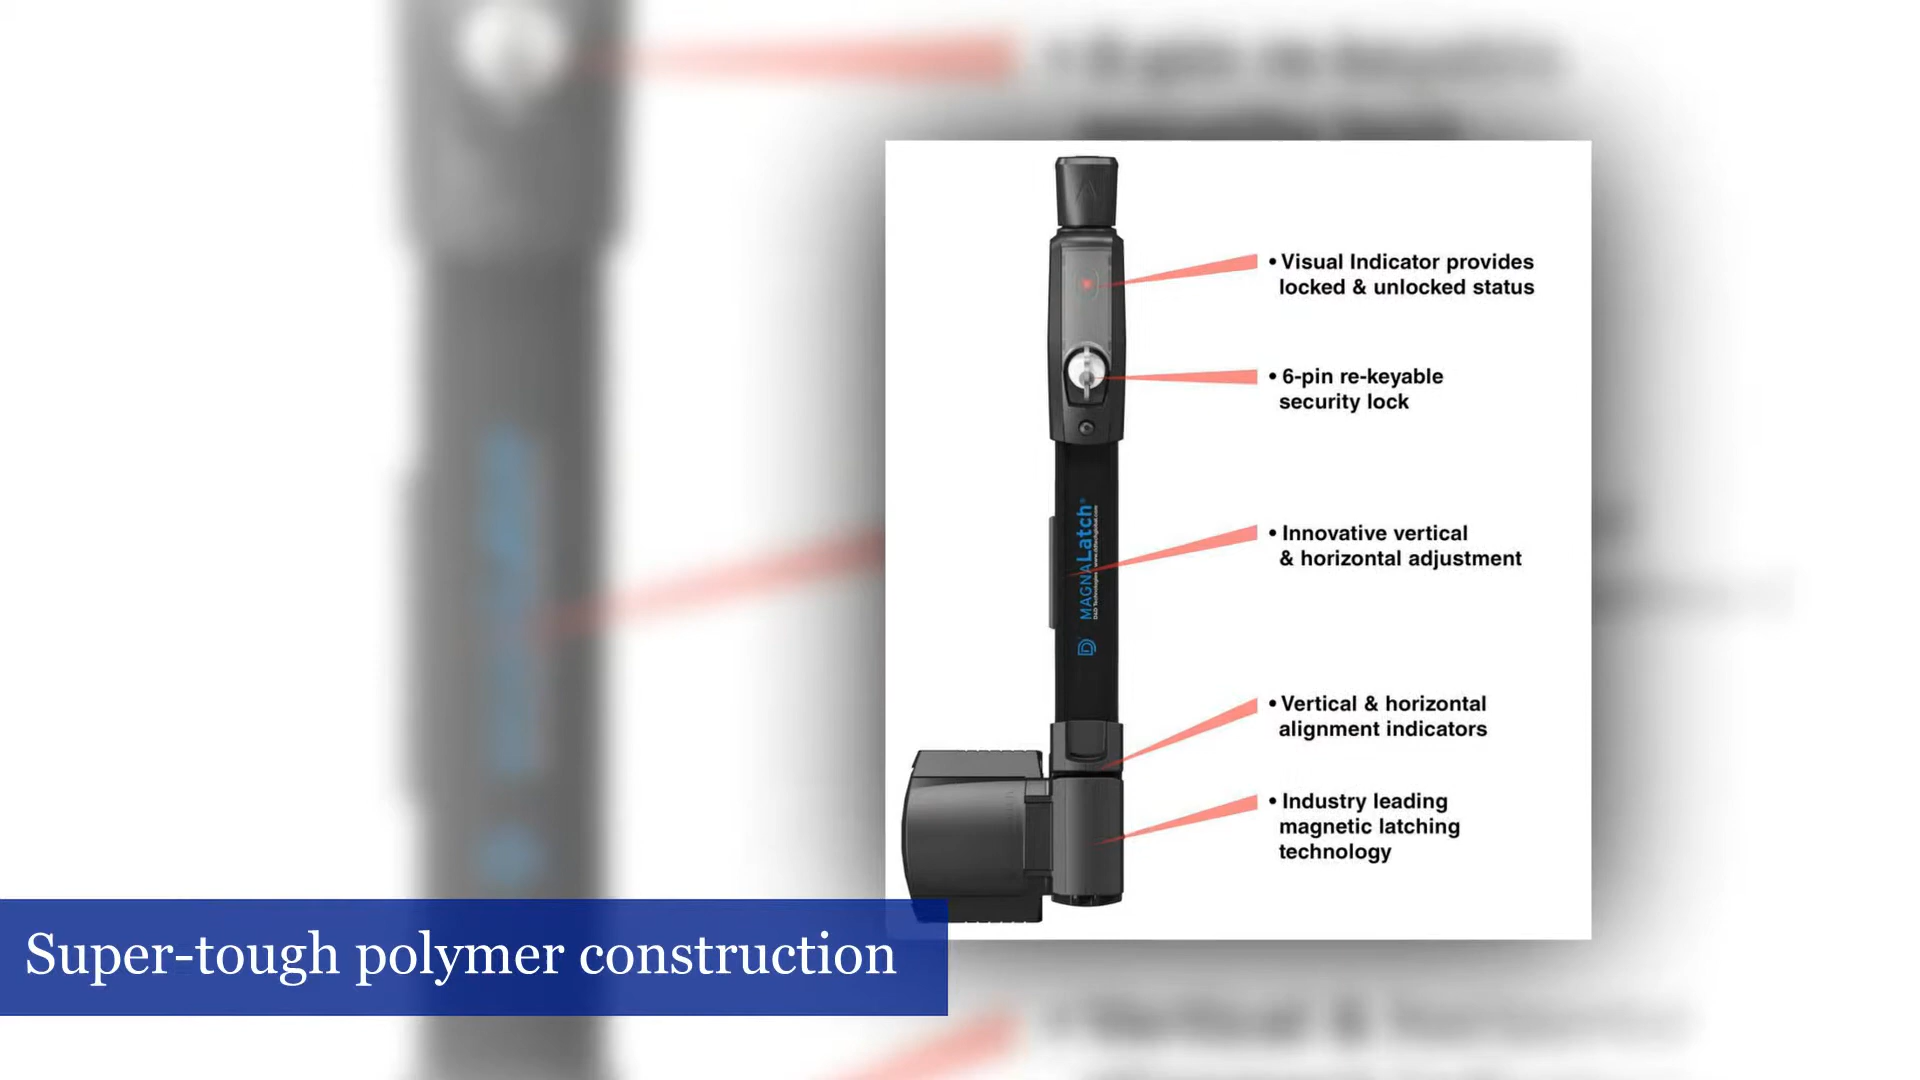 • Visual Indicator provides
locked & unlocked status
• 6-pin re-keyable
security lock
• Innovative vertical
& horizontal adjustment
MAGNALatch®
• Vertical & horizontal
alignment indicators
• Industry leading
magnetic latching
technology
Super-tough polymer construction